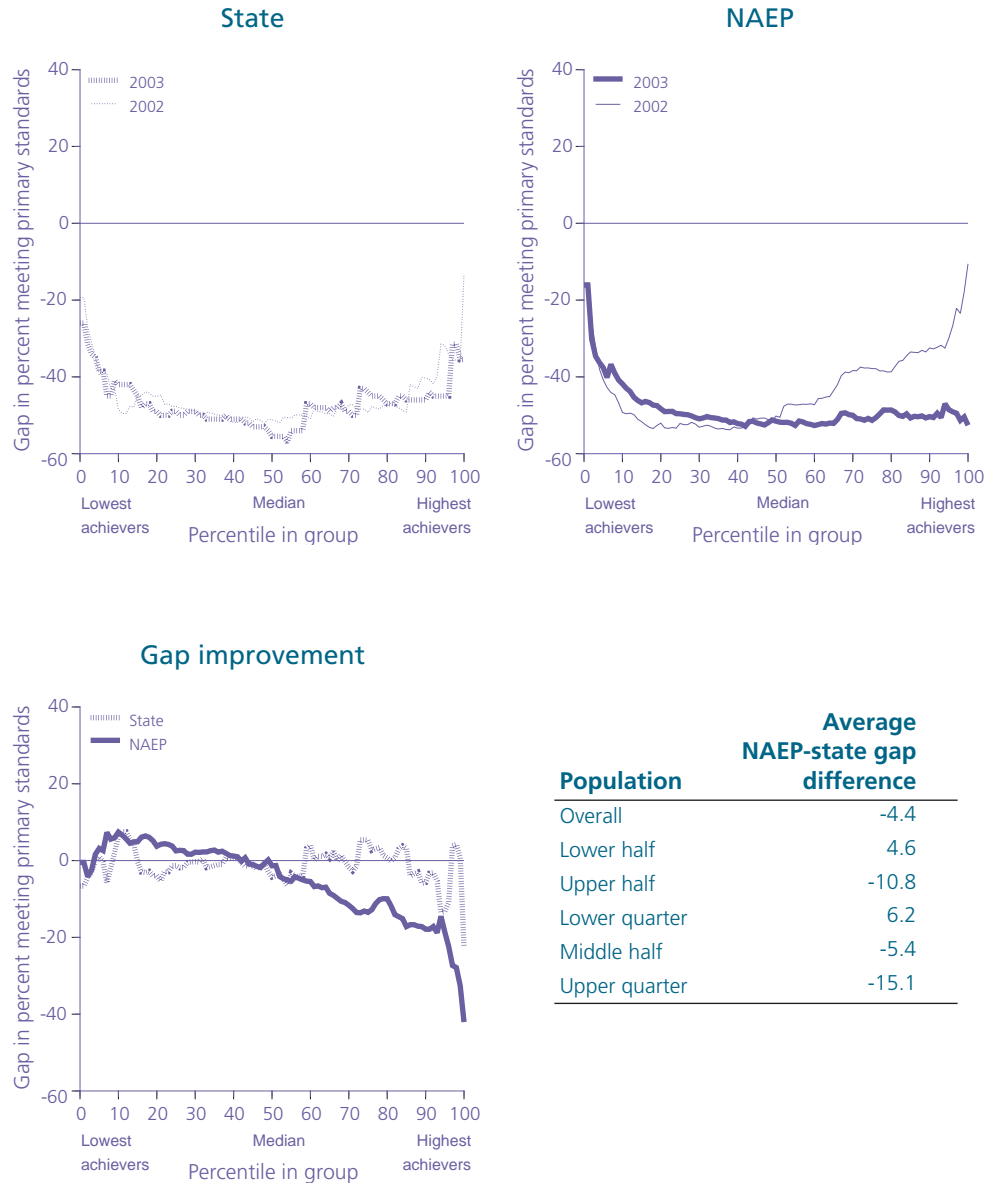 State
Gap in percent meeting primary standards
40
20
0
-20
-40
-60
2003
2002
0 10 20 30 40 50 60 70 80 90 100
Lowest Median Highest
achievers achievers
Percentile in group
NAEP
Gap in percent meeting primary standards
40
20
0
-20
-40
-60
2003
2002
0 10 20 30 40 50 60 70 80 90 100
Lowest Median Highest
achievers achievers
Percentile in group
Gap improvement
Gap in percent meeting primary standards
40
20
0
-20
-40
-60
State
NAEP
0 10 20 30 40 50 60 70 80 90 100
Lowest Median Highest
achievers achievers
Percentile in group
Average
NAEP-state gap
Population difference
Overall -4.4
Lower half 4.6
Upper half -10.8
Lower quarter 6.2
Middle half -5.4
Upper quarter -15.1